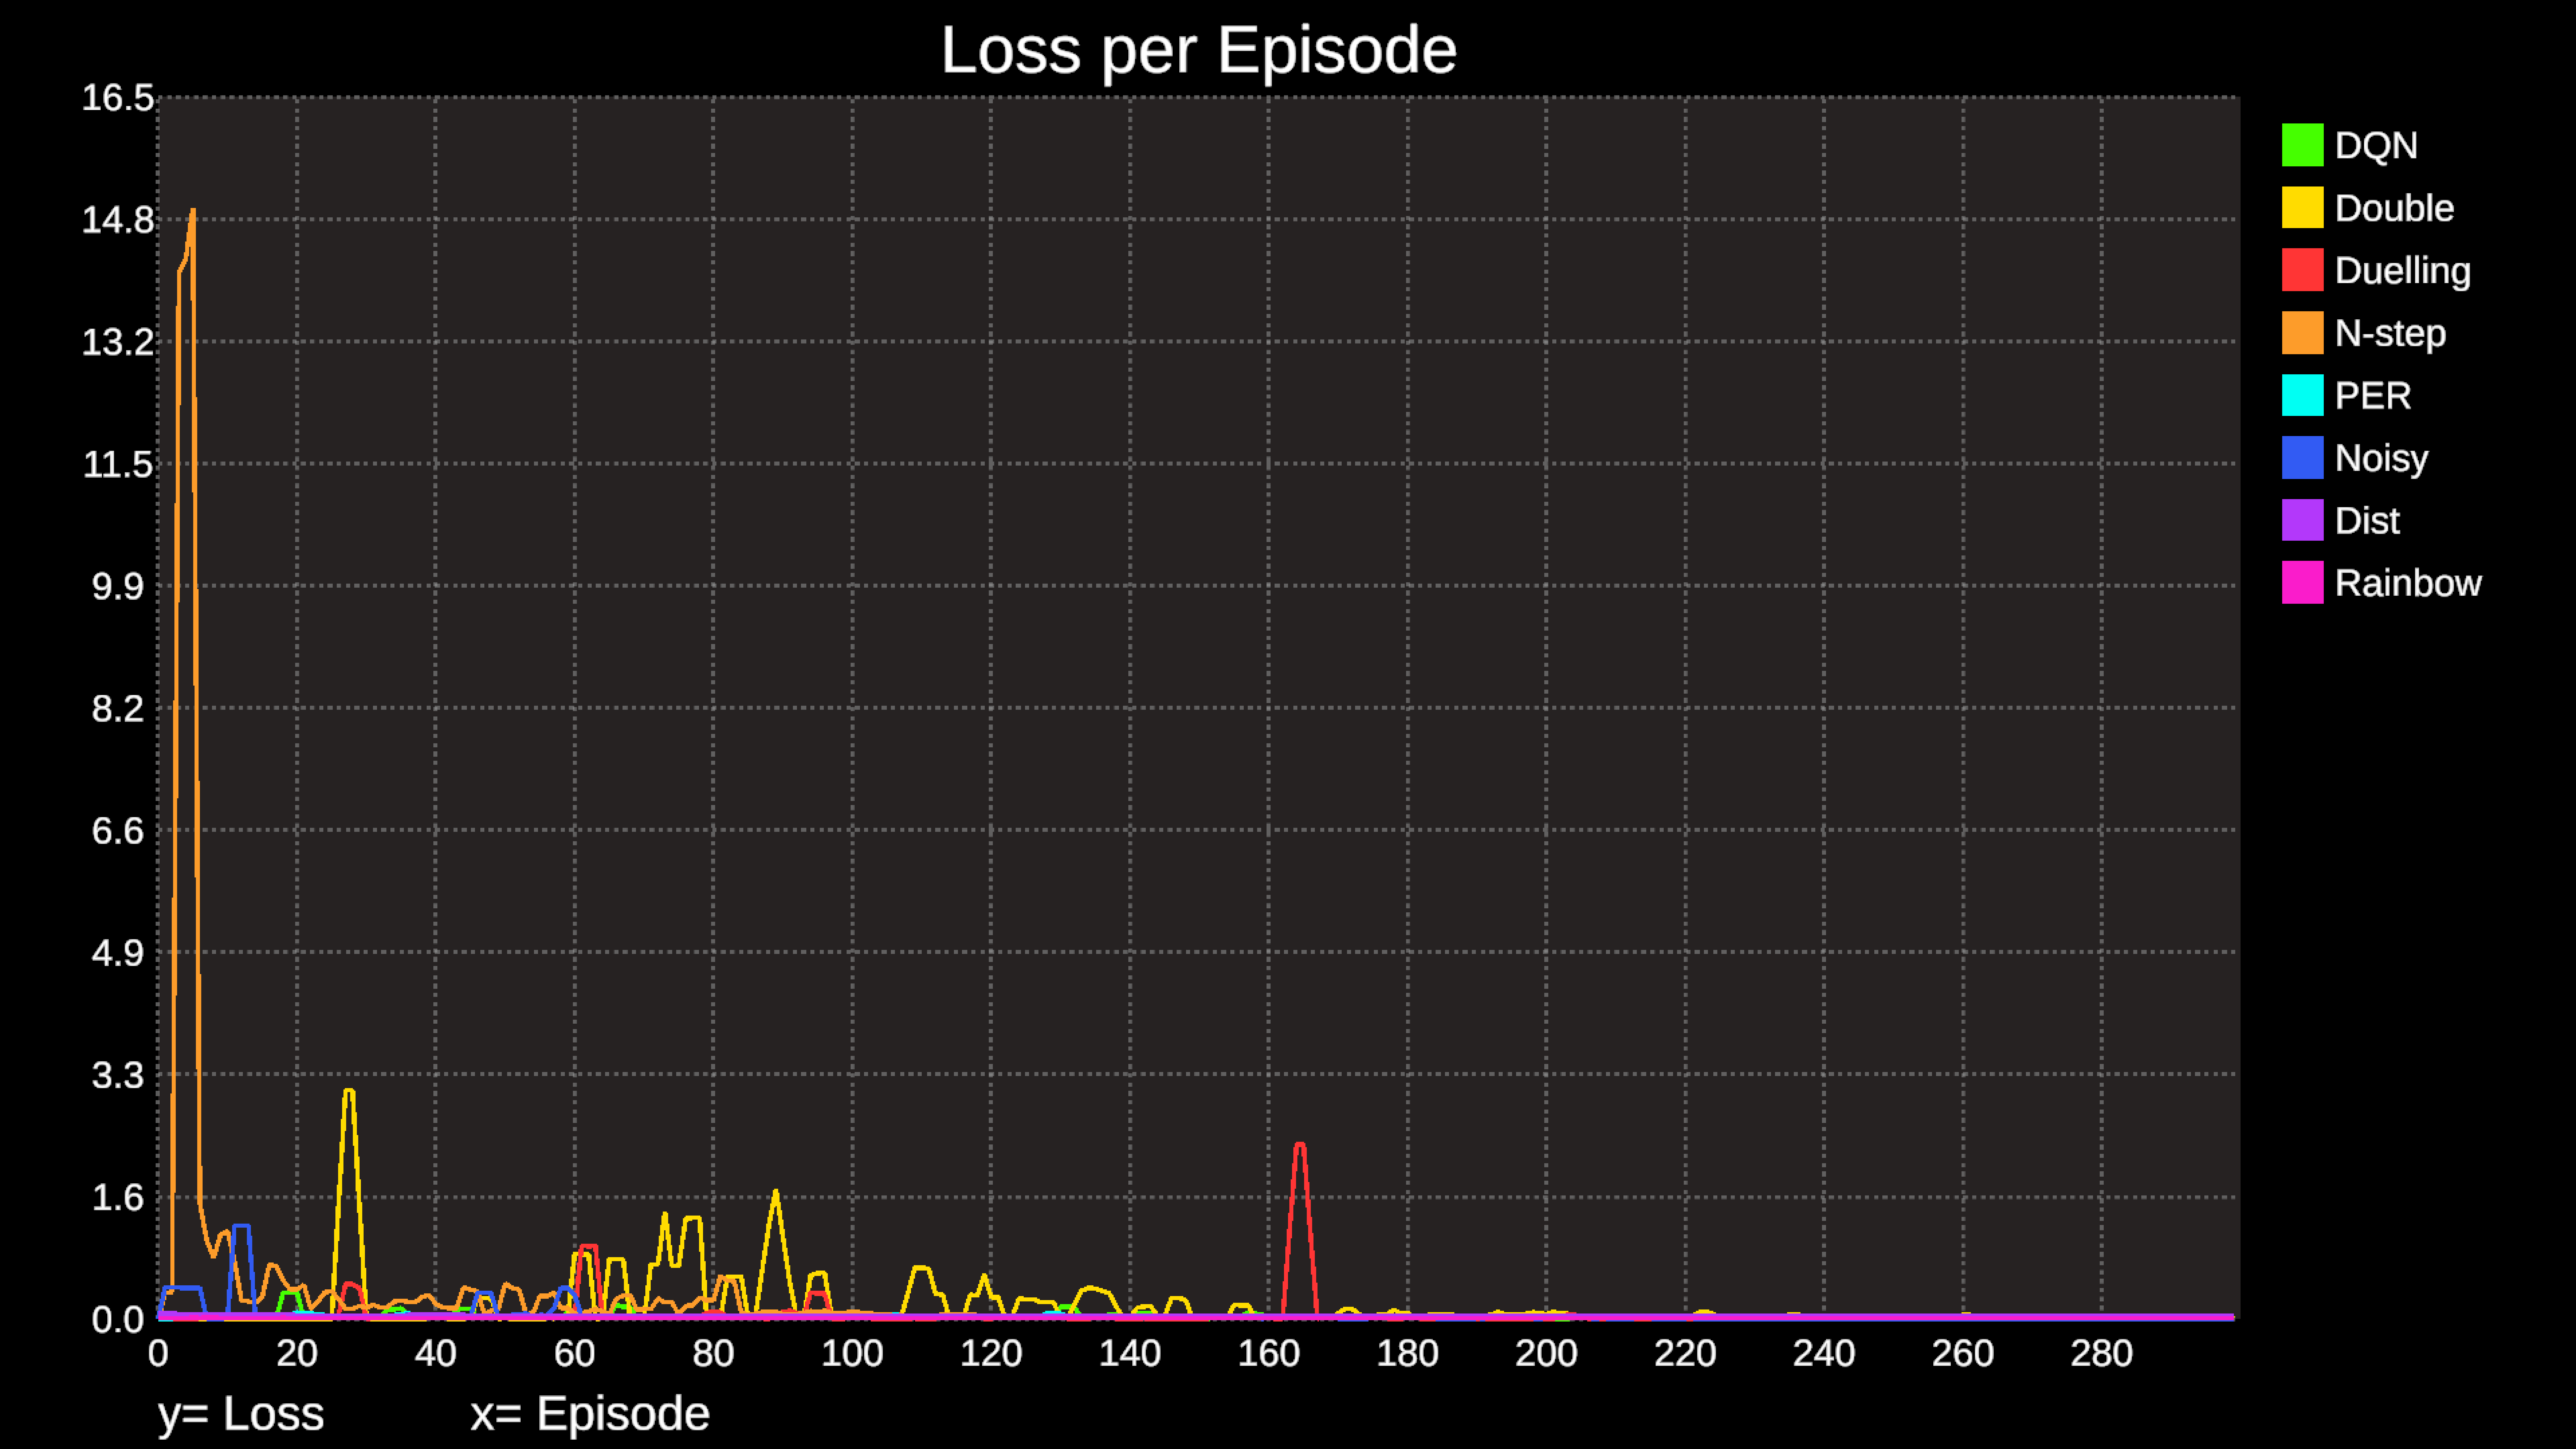 Loss per Episode
16.5
14.8
13.2
11.5
9.9
8.2
6.6
4.9
3.3
1.6
0.0
0 20 40 60 80 100 120 140 160 180 200 220 240 260 280
y= Loss x= Episode
DQN
Double
Duelling
N-step
PER
Noisy
Dist
Rainbow